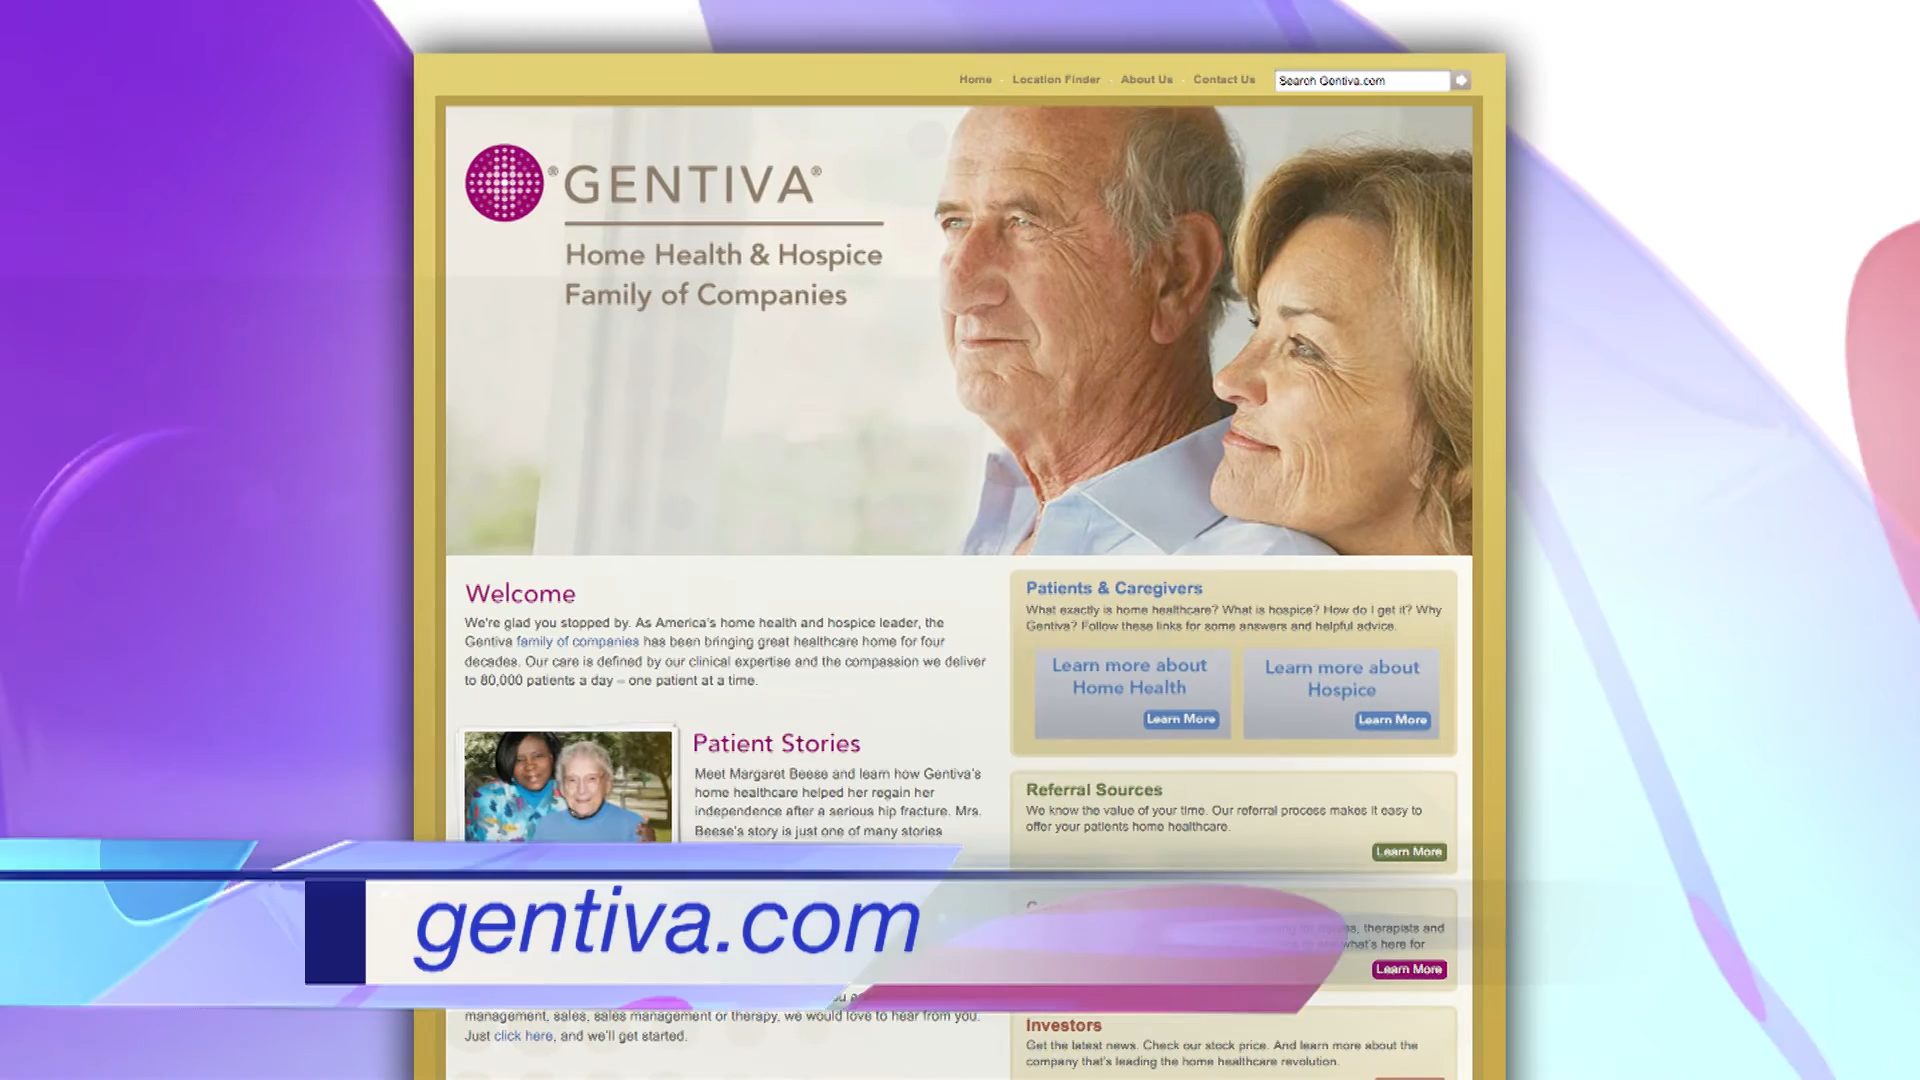 Home - Location Finder - About Us - Contact Us
Search Gentiva.com
GENTIVA®
Home Health & Hospice
Family of Companies
Welcome
We're glad you stopped by. As America's home health and hospice leader, the
Gentiva family of companies has been bringing great healthcare home for four
decades. Our care is defined by our clinical expertise and the compassion we deliver
to 80,000 patients a day – one patient at a time.
Patient Stories
Meet Margaret Beese and learn how Gentiva's
home healthcare helped her regain her
independence after a serious hip fracture. Mrs.
Beese's story is just one of many stories
management, sales, sales management or therapy, we would love to hear from you.
Just click here, and we'll get started.
Patients & Caregivers
What exactly is home healthcare? What is hospice? How do I get it? Why
Gentiva? Follow these links for some answers and helpful advice.
Learn more about
Home Health
Learn More
Learn more about
Hospice
Learn More
Referral Sources
We know the value of your time. Our referral process makes it easy to
offer your patients home healthcare.
Learn More
therapists and
what's here for
Learn More
Investors
Get the latest news. Check our stock price. And learn more about the
company that's leading the home healthcare revolution.
gentiva.com